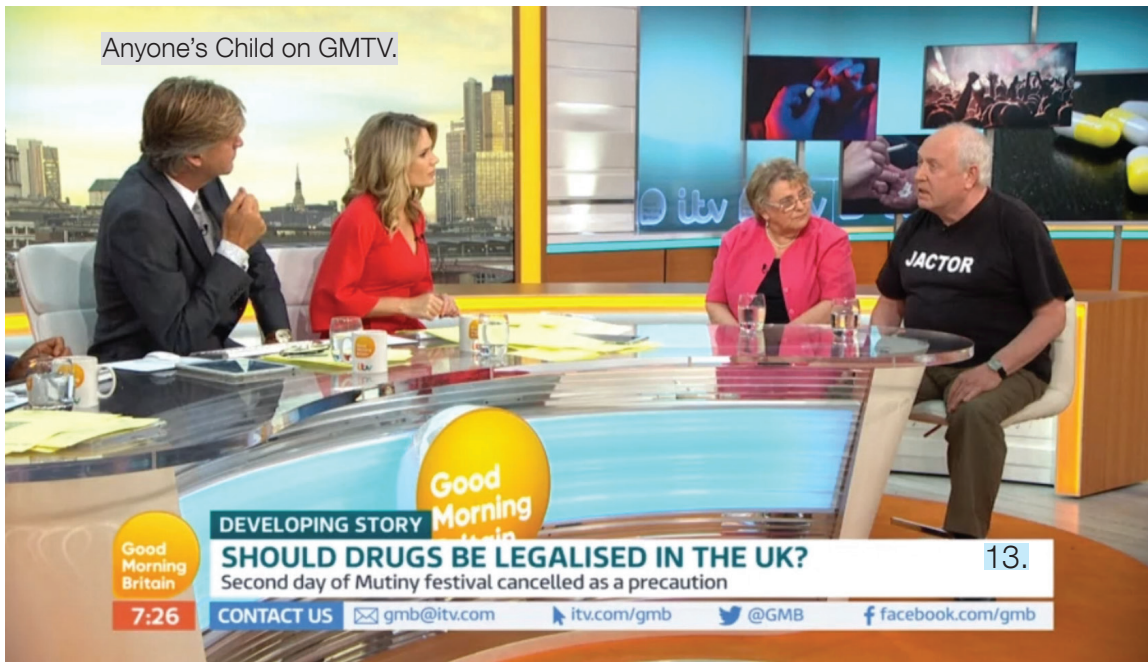 Anyone's Child on GMTV.
itv
JACTOR
itv
Good
Morning
Britain
DEVELOPING STORY
SHOULD DRUGS BE LEGALISED IN THE UK?
Second day of Mutiny festival cancelled as a precaution
13.
Good
Morning
Britain
7:26
CONTACT US
gmb@itv.com
itv.com/gmb
@GMB
facebook.com/gmb